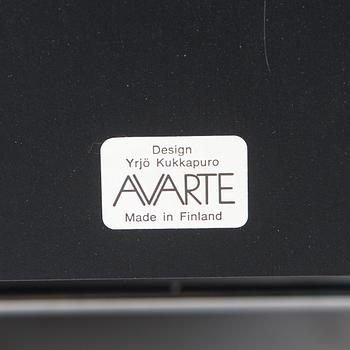 Design
Yrjö Kukkapuro
AVARTE
Made in Finland